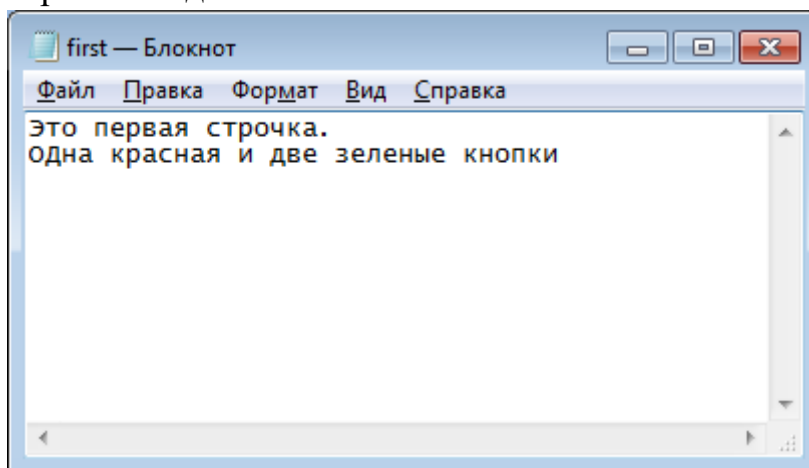 first — Блокнот
Файл Правка Формат Вид Справка
Это первая строчка.
ОДна красная и две зеленые кнопки